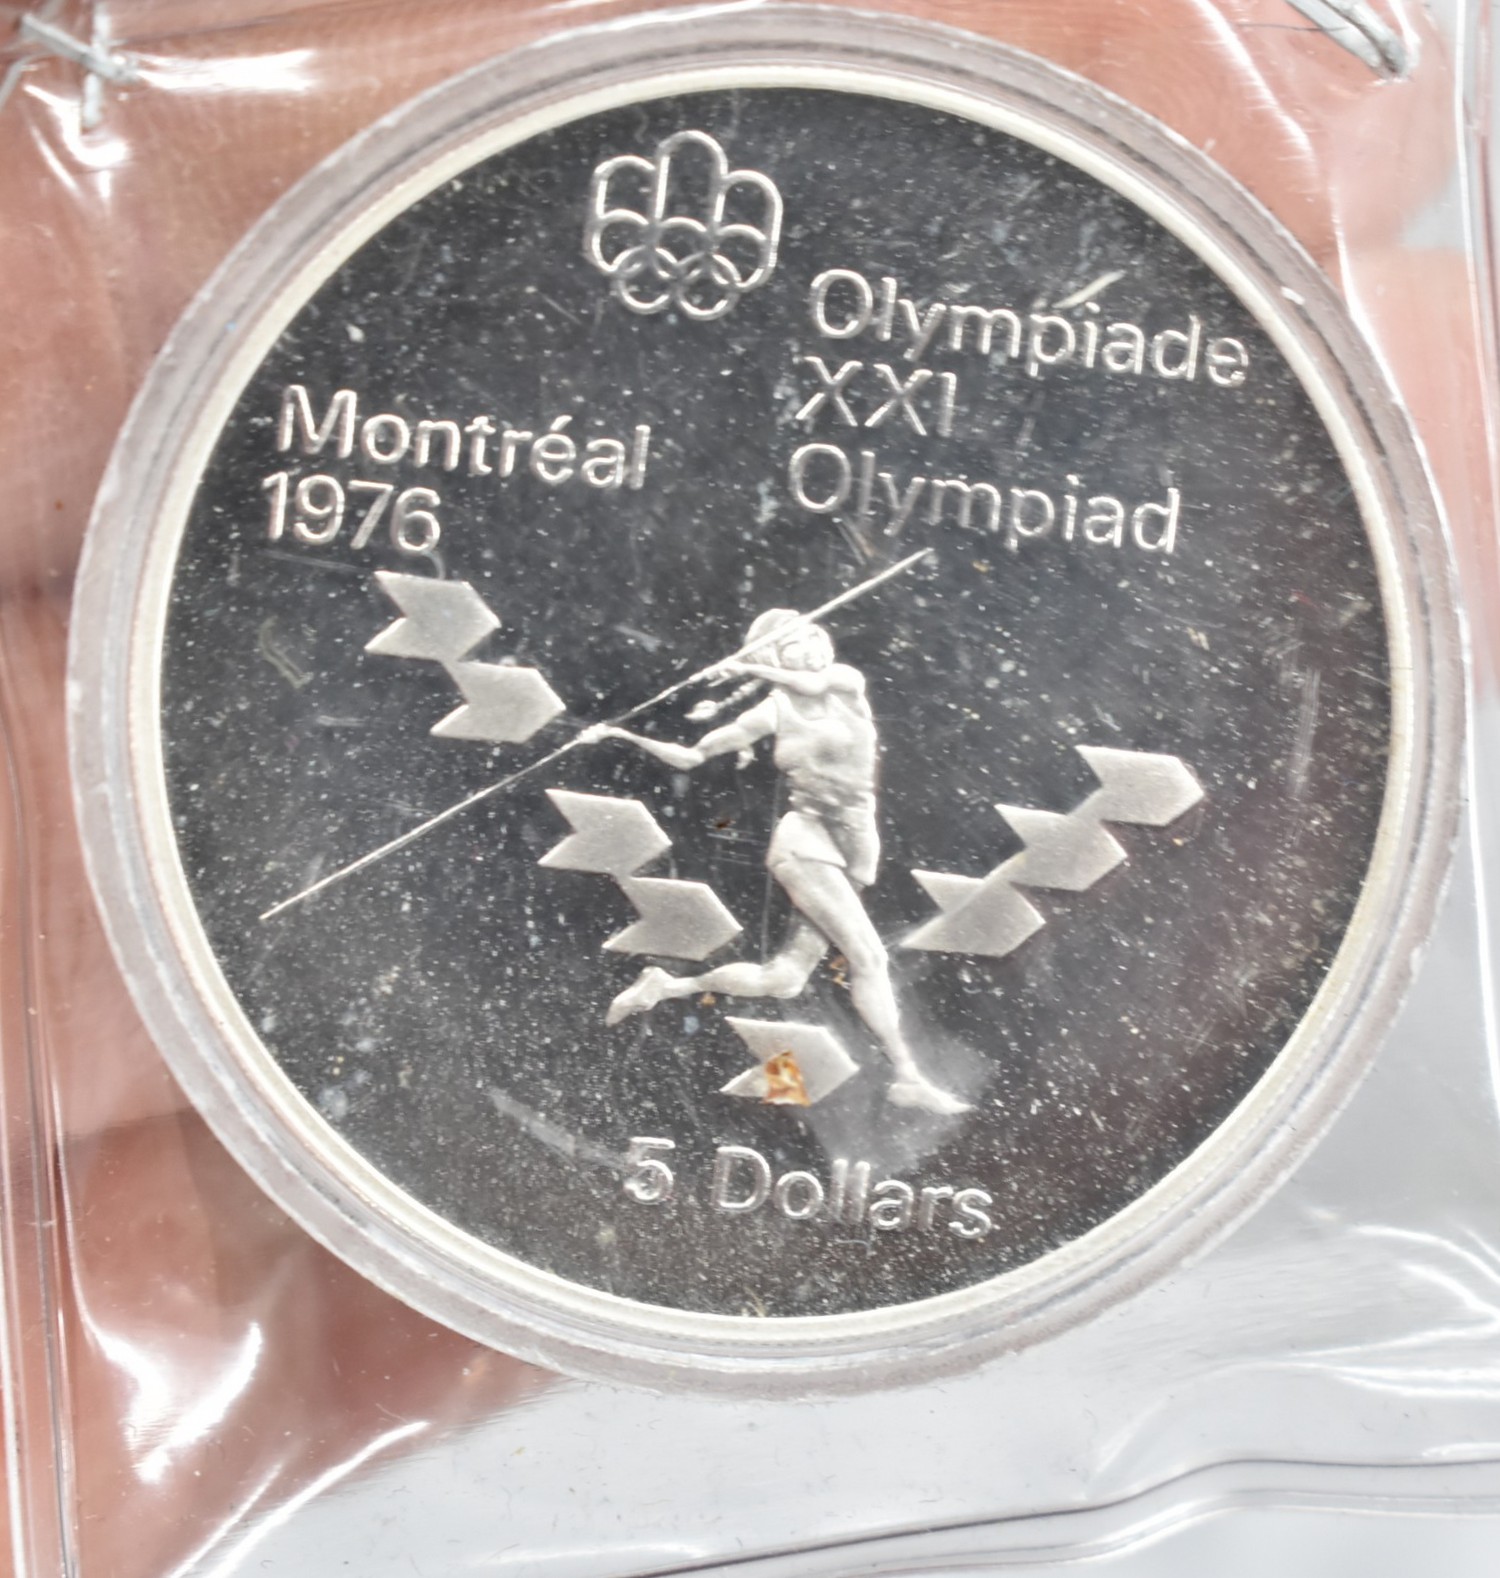 Olympiade
XXI
Olympiad
Montréal
1976
5 Dollars